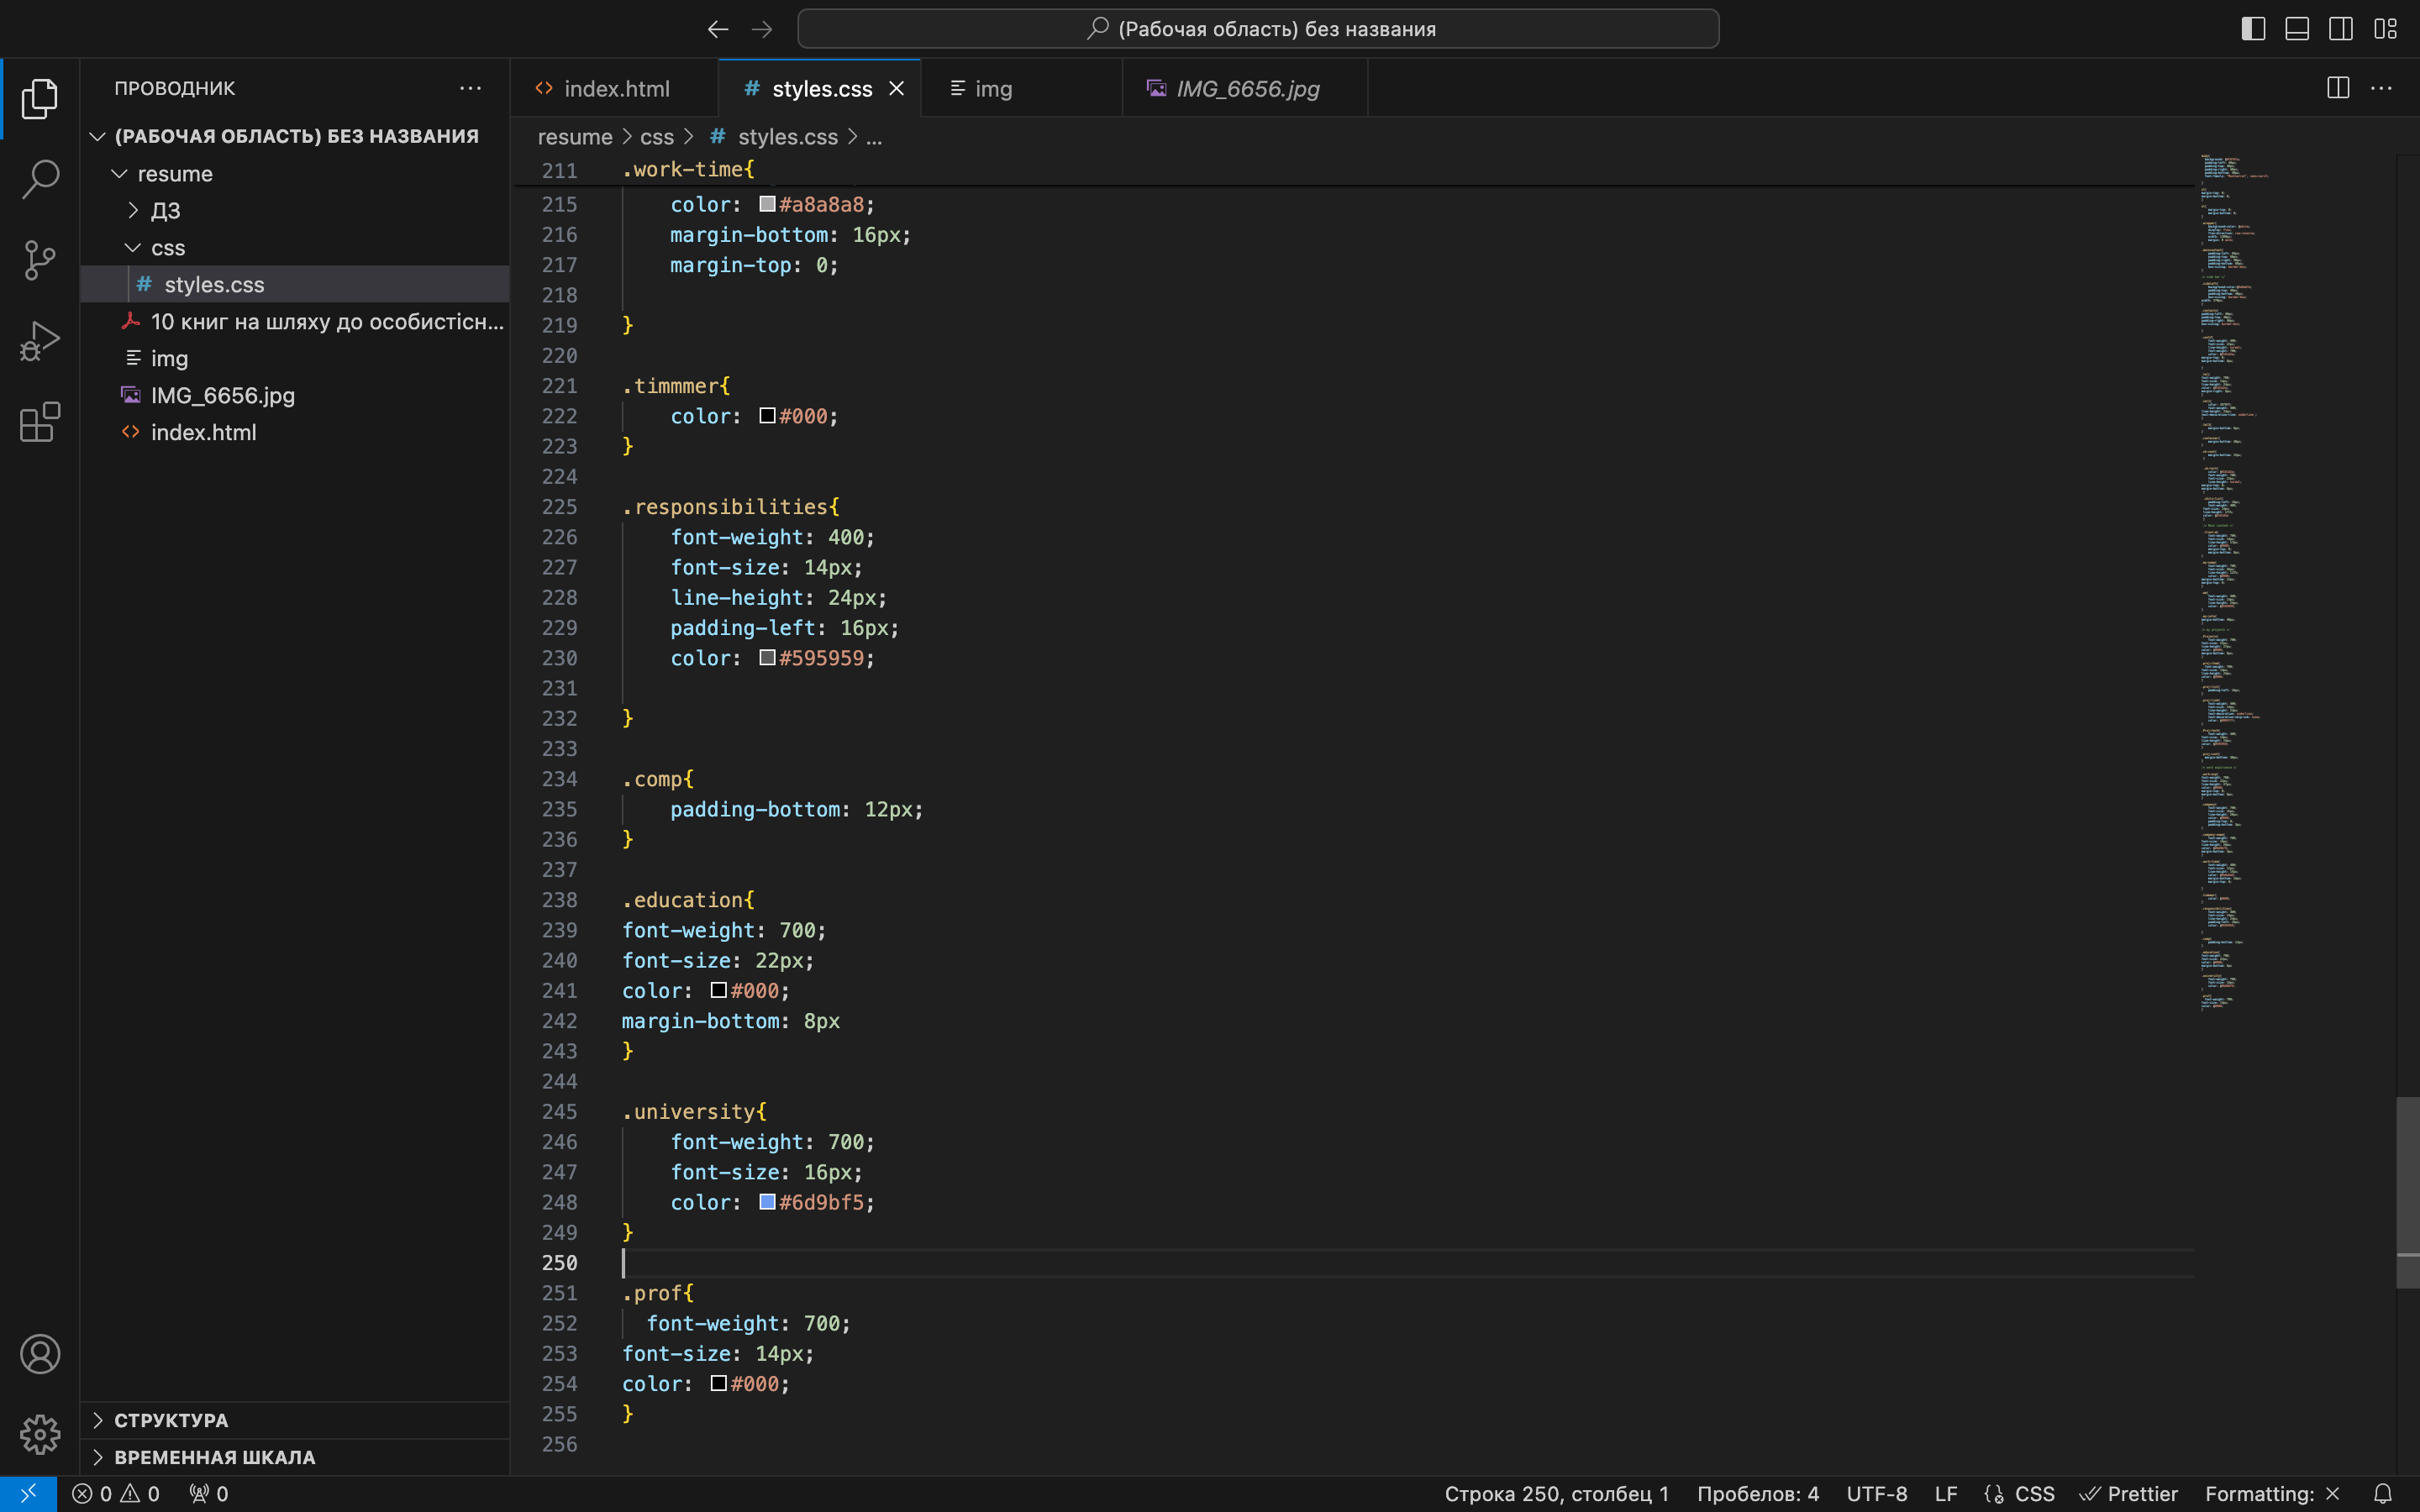 (Рабочая область) без названия
ПРОВОДНИК
(РАБОЧАЯ ОБЛАСТЬ) БЕЗ НАЗВАНИЯ
resume
ДЗ
css
# styles.css
10 книг на шляху до особистісн...
img
IMG_6656.jpg
index.html
СТРУКТУРА
ВРЕМЕННАЯ ШКАЛА
index.html # styles.css img IMG_6656.jpg
resume > css > # styles.css > ...
211 .work-time{
215 color: #a8a8a8;
216 margin-bottom: 16px;
217 margin-top: 0;
218
219 }
220
221 .timmmer{
222 color: #000;
223 }
224
225 .responsibilities{
226 font-weight: 400;
227 font-size: 14px;
228 line-height: 24px;
229 padding-left: 16px;
230 color: #595959;
231
232 }
233
234 .comp{
235 padding-bottom: 12px;
236 }
237
238 .education{
239 font-weight: 700;
240 font-size: 22px;
241 color: #000;
242 margin-bottom: 8px
243 }
244
245 .university{
246 font-weight: 700;
247 font-size: 16px;
248 color: #6d9bf5;
249 }
250
251 .prof{
252 font-weight: 700;
253 font-size: 14px;
254 color: #000;
255 }
256
0 0 0 Строка 250, столбец 1 Пробелов: 4 UTF-8 LF CSS Prettier Formatting: ×